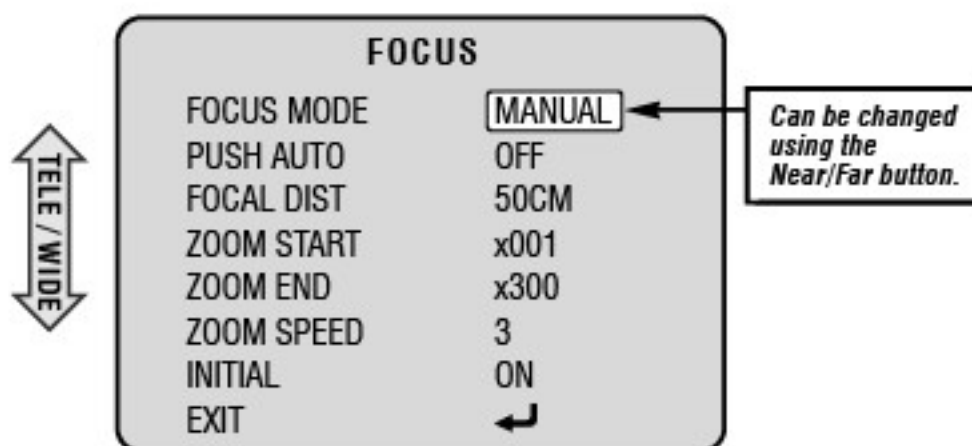 FOCUS
FOCUS MODE MANUAL
PUSH AUTO OFF
FOCAL DIST 50CM
ZOOM START x001
ZOOM END x300
ZOOM SPEED 3
INITIAL ON
EXIT
TELE / WIDE
Can be changed
using the
Near/Far button.